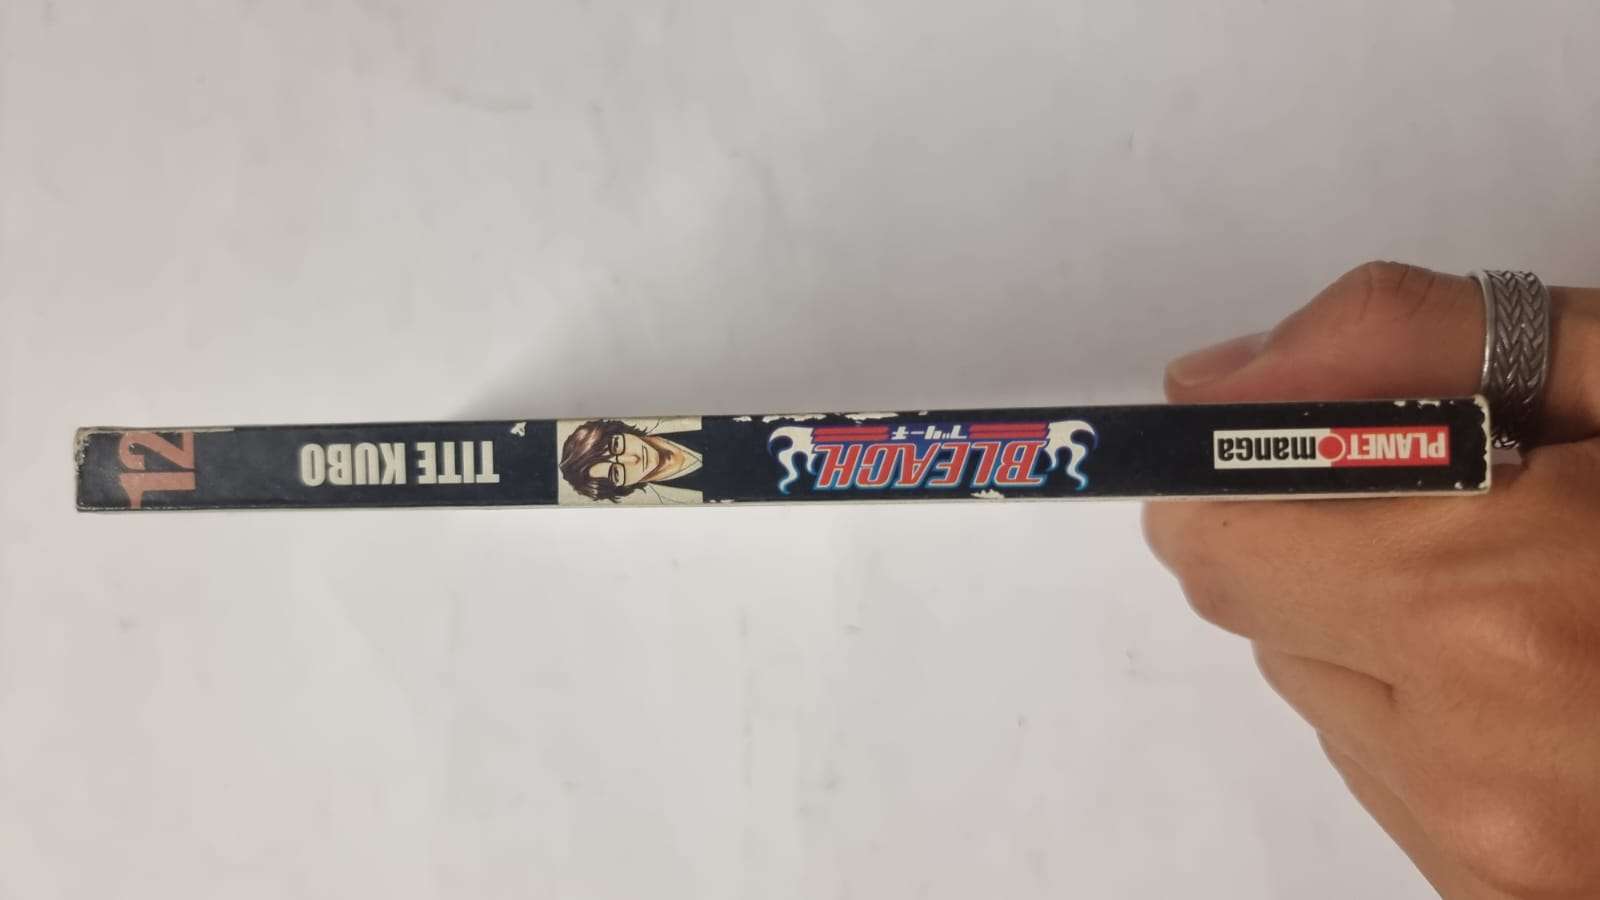 PLANET manga
BLEACH
ブリーチ
TITE KUBO
12